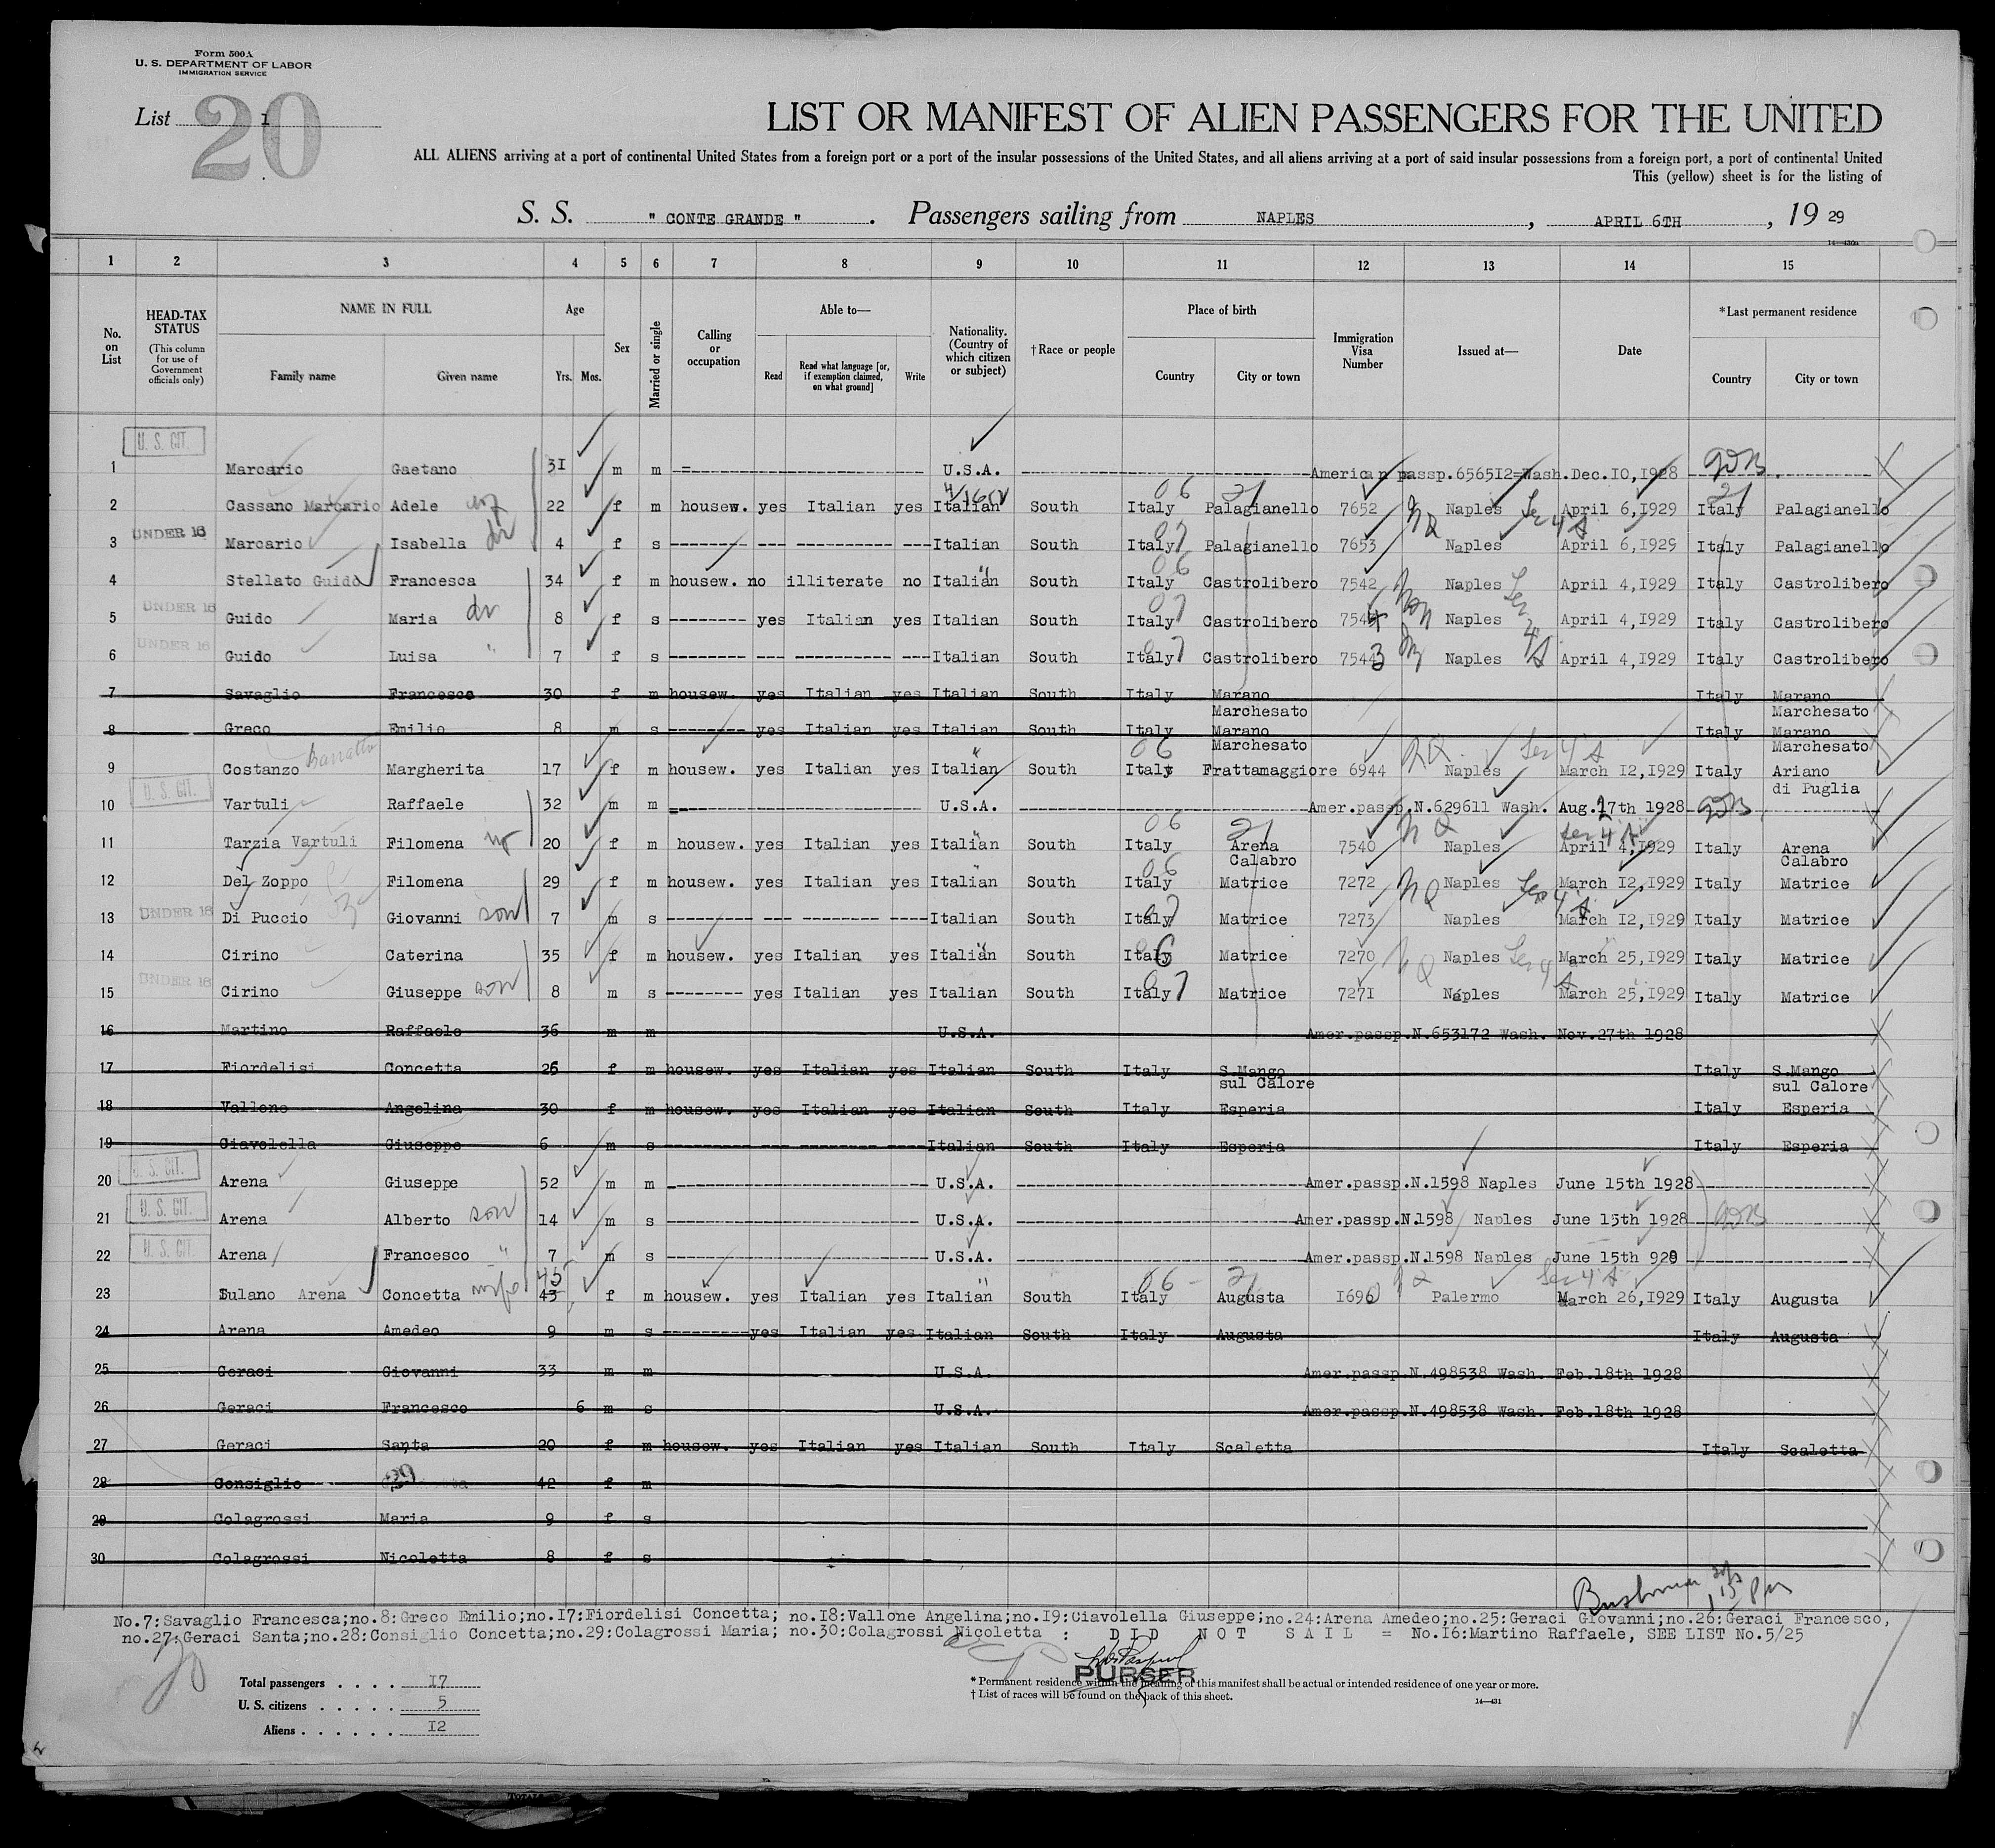 Form 500A
U. S. DEPARTMENT OF LABOR
IMMIGRATION SERVICE
List 1
20
LIST OR MANIFEST OF ALIEN PASSENGERS FOR THE UNITED
ALL ALIENS arriving at a port of continental United States from a foreign port or a port of the insular possessions of the United States, and all aliens arriving at a port of said insular possessions from a foreign port, a port of continental United
This (yellow) sheet is for the listing of
S. S. " CONTE GRANDE ". Passengers sailing from NAPLES, APRIL 6TH, 19 29
14—430a
1 2 3 4 5 6 7 8 9 10 11 12 13 14 15
No. on List
HEAD-TAX STATUS
(This column for use of Government officials only)
NAME IN FULL
Family name Given name
Age
Yrs. Mos.
Sex
Married or single
Calling or occupation
Able to—
Read
Read what language [or, if exemption claimed, on what ground]
Write
Nationality. (Country of which citizen or subject)
†Race or people
Place of birth
Country City or town
Immigration Visa Number
Issued at—
Date
*Last permanent residence
Country City or town
U. S. CIT.
1 Marcario Gaetano 31 m m U.S.A. American passp.656512=Wash.Dec.10,1928
2 Cassano Marcario Adele 22 f m housew. yes Italian yes Italian South Italy Palagianello 7652 Naples April 6,1929 Italy Palagianello
UNDER 16
3 Marcario Isabella 4 f s Italian South Italy Palagianello 7653 Naples April 6,1929 Italy Palagianello
4 Stellato Guido Francesca 34 f m housew. no illiterate no Italian South Italy Castrolibero 7542 Naples April 4,1929 Italy Castrolibero
UNDER 16
5 Guido Maria 8 f s yes Italian yes Italian South Italy Castrolibero 7544 Naples April 4,1929 Italy Castrolibero
UNDER 16
6 Guido Luisa " 7 f s Italian South Italy Castrolibero 7543 Naples April 4,1929 Italy Castrolibero
7 Savaglio Francesca 30 f m housew. yes Italian yes Italian South Italy Marano Marchesato Italy Marano Marchesato
8 Greco Emilio 8 m s yes Italian yes Italian South Italy Marano Marchesato Italy Marano Marchesato
9 Costanzo Margherita 17 f m housew. yes Italian yes Italian South Italy Frattamaggiore 6944 Naples March 12,1929 Italy Ariano di Puglia
U. S. CIT.
10 Vartuli Raffaele 32 m m U.S.A. Amer.passp.N.629611 Wash. Aug.27th 1928
11 Tarzia Vartuli Filomena 20 f m housew. yes Italian yes Italian South Italy Arena Calabro 7540 Naples April 4,1929 Italy Arena Calabro
12 Del Zoppo Filomena 29 f m housew. yes Italian yes Italian South Italy Matrice 7272 Naples March 12,1929 Italy Matrice
UNDER 16
13 Di Puccio Giovanni son 7 m s Italian South Italy Matrice 7273 Naples March 12,1929 Italy Matrice
14 Cirino Caterina 35 f m housew. yes Italian yes Italian South Italy Matrice 7270 Naples March 25,1929 Italy Matrice
UNDER 16
15 Cirino Giuseppe son 8 m s yes Italian yes Italian South Italy Matrice 7271 Naples March 25,1929 Italy Matrice
16 Martino Raffaele 36 m m U.S.A. Amer.passp.N.653172 Wash. Nov.27th 1928
17 Fiordelisi Concetta 26 f m housew. yes Italian yes Italian South Italy S.Mango sul Calore Italy S.Mango sul Calore
18 Vallone Angelina 30 f m housew. yes Italian yes Italian South Italy Esperia Italy Esperia
19 Ciavolella Giuseppe 6 m s Italian South Italy Esperia Italy Esperia
U. S. CIT.
20 Arena Giuseppe 52 m m U.S.A. Amer.passp.N.1598 Naples June 15th 1928
U. S. CIT.
21 Arena Alberto son 14 m s U.S.A. Amer.passp.N.1598 Naples June 15th 1928
U. S. CIT.
22 Arena Francesco " 7 m s U.S.A. Amer.passp.N.1598 Naples June 15th 928
23 Sulano Arena Concetta wife 45 43 f m housew. yes Italian yes Italian South Italy Augusta 1696 Palermo March 26,1929 Italy Augusta
24 Arena Amedeo 9 m s yes Italian yes Italian South Italy Augusta Italy Augusta
25 Geraci Giovanni 33 m m U.S.A. Amer.passp.N.498538 Wash. Feb.18th 1928
26 Geraci Francesco 6 m s U.S.A. Amer.passp.N.498538 Wash. Feb.18th 1928
27 Geraci Santa 20 f m housew. yes Italian yes Italian South Italy Scaletta Italy Scaletta
28 Consiglio 42 f m
29 Colagrossi Maria 9 f s
30 Colagrossi Nicoletta 8 f s
No.7:Savaglio Francesca;no.8:Greco Emilio;no.17:Fiordelisi Concetta; no.18:Vallone Angelina;no.19:Ciavolella Giuseppe;no.24:Arena Amedeo;no.25:Geraci Giovanni;no.26:Geraci Francesco,
no.27:Geraci Santa;no.28:Consiglio Concetta;no.29:Colagrossi Maria; no.30:Colagrossi Nicoletta : DID NOT SAIL = No.16:Martino Raffaele, SEE LIST No.5/25
PURSER
Total passengers . . . . 17
U. S. citizens . . . . . 5
Aliens . . . . . . 12
* Permanent residence within the meaning of this manifest shall be actual or intended residence of one year or more.
† List of races will be found on the back of this sheet.
14—431